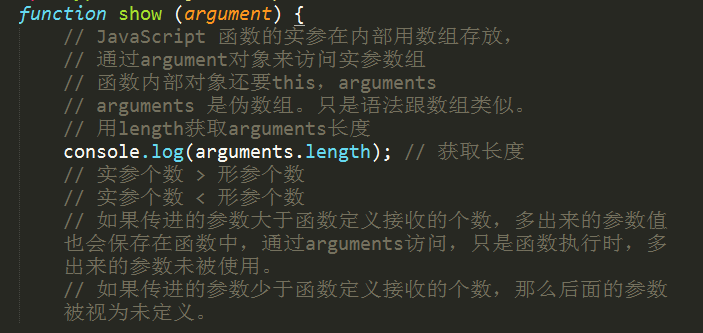 function show (argument) {
// JavaScript 函数的实参在内部用数组存放，
// 通过argument对象来访问实参数组
// 函数内部对象还要this，arguments
// arguments 是伪数组。只是语法跟数组类似。
// 用length获取arguments长度
console.log(arguments.length); // 获取长度
// 实参个数 > 形参个数
// 实参个数 < 形参个数
// 如果传进的参数大于函数定义接收的个数，多出来的参数值
也会保存在函数中，通过arguments访问，只是函数执行时，多
出来的参数未被使用。
// 如果传进的参数少于函数定义接收的个数，那么后面的参数
被视为未定义。